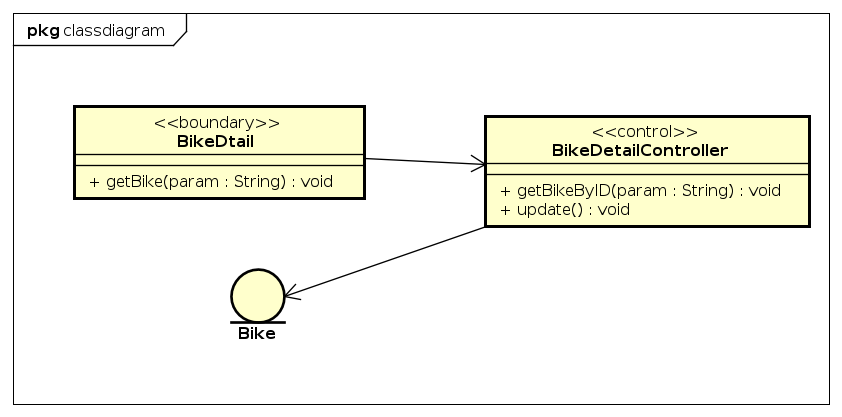 pkg classdiagram
<<boundary>>
BikeDtail
+ getBike(param : String) : void
<<control>>
BikeDetailController
+ getBikeByID(param : String) : void
+ update() : void
Bike